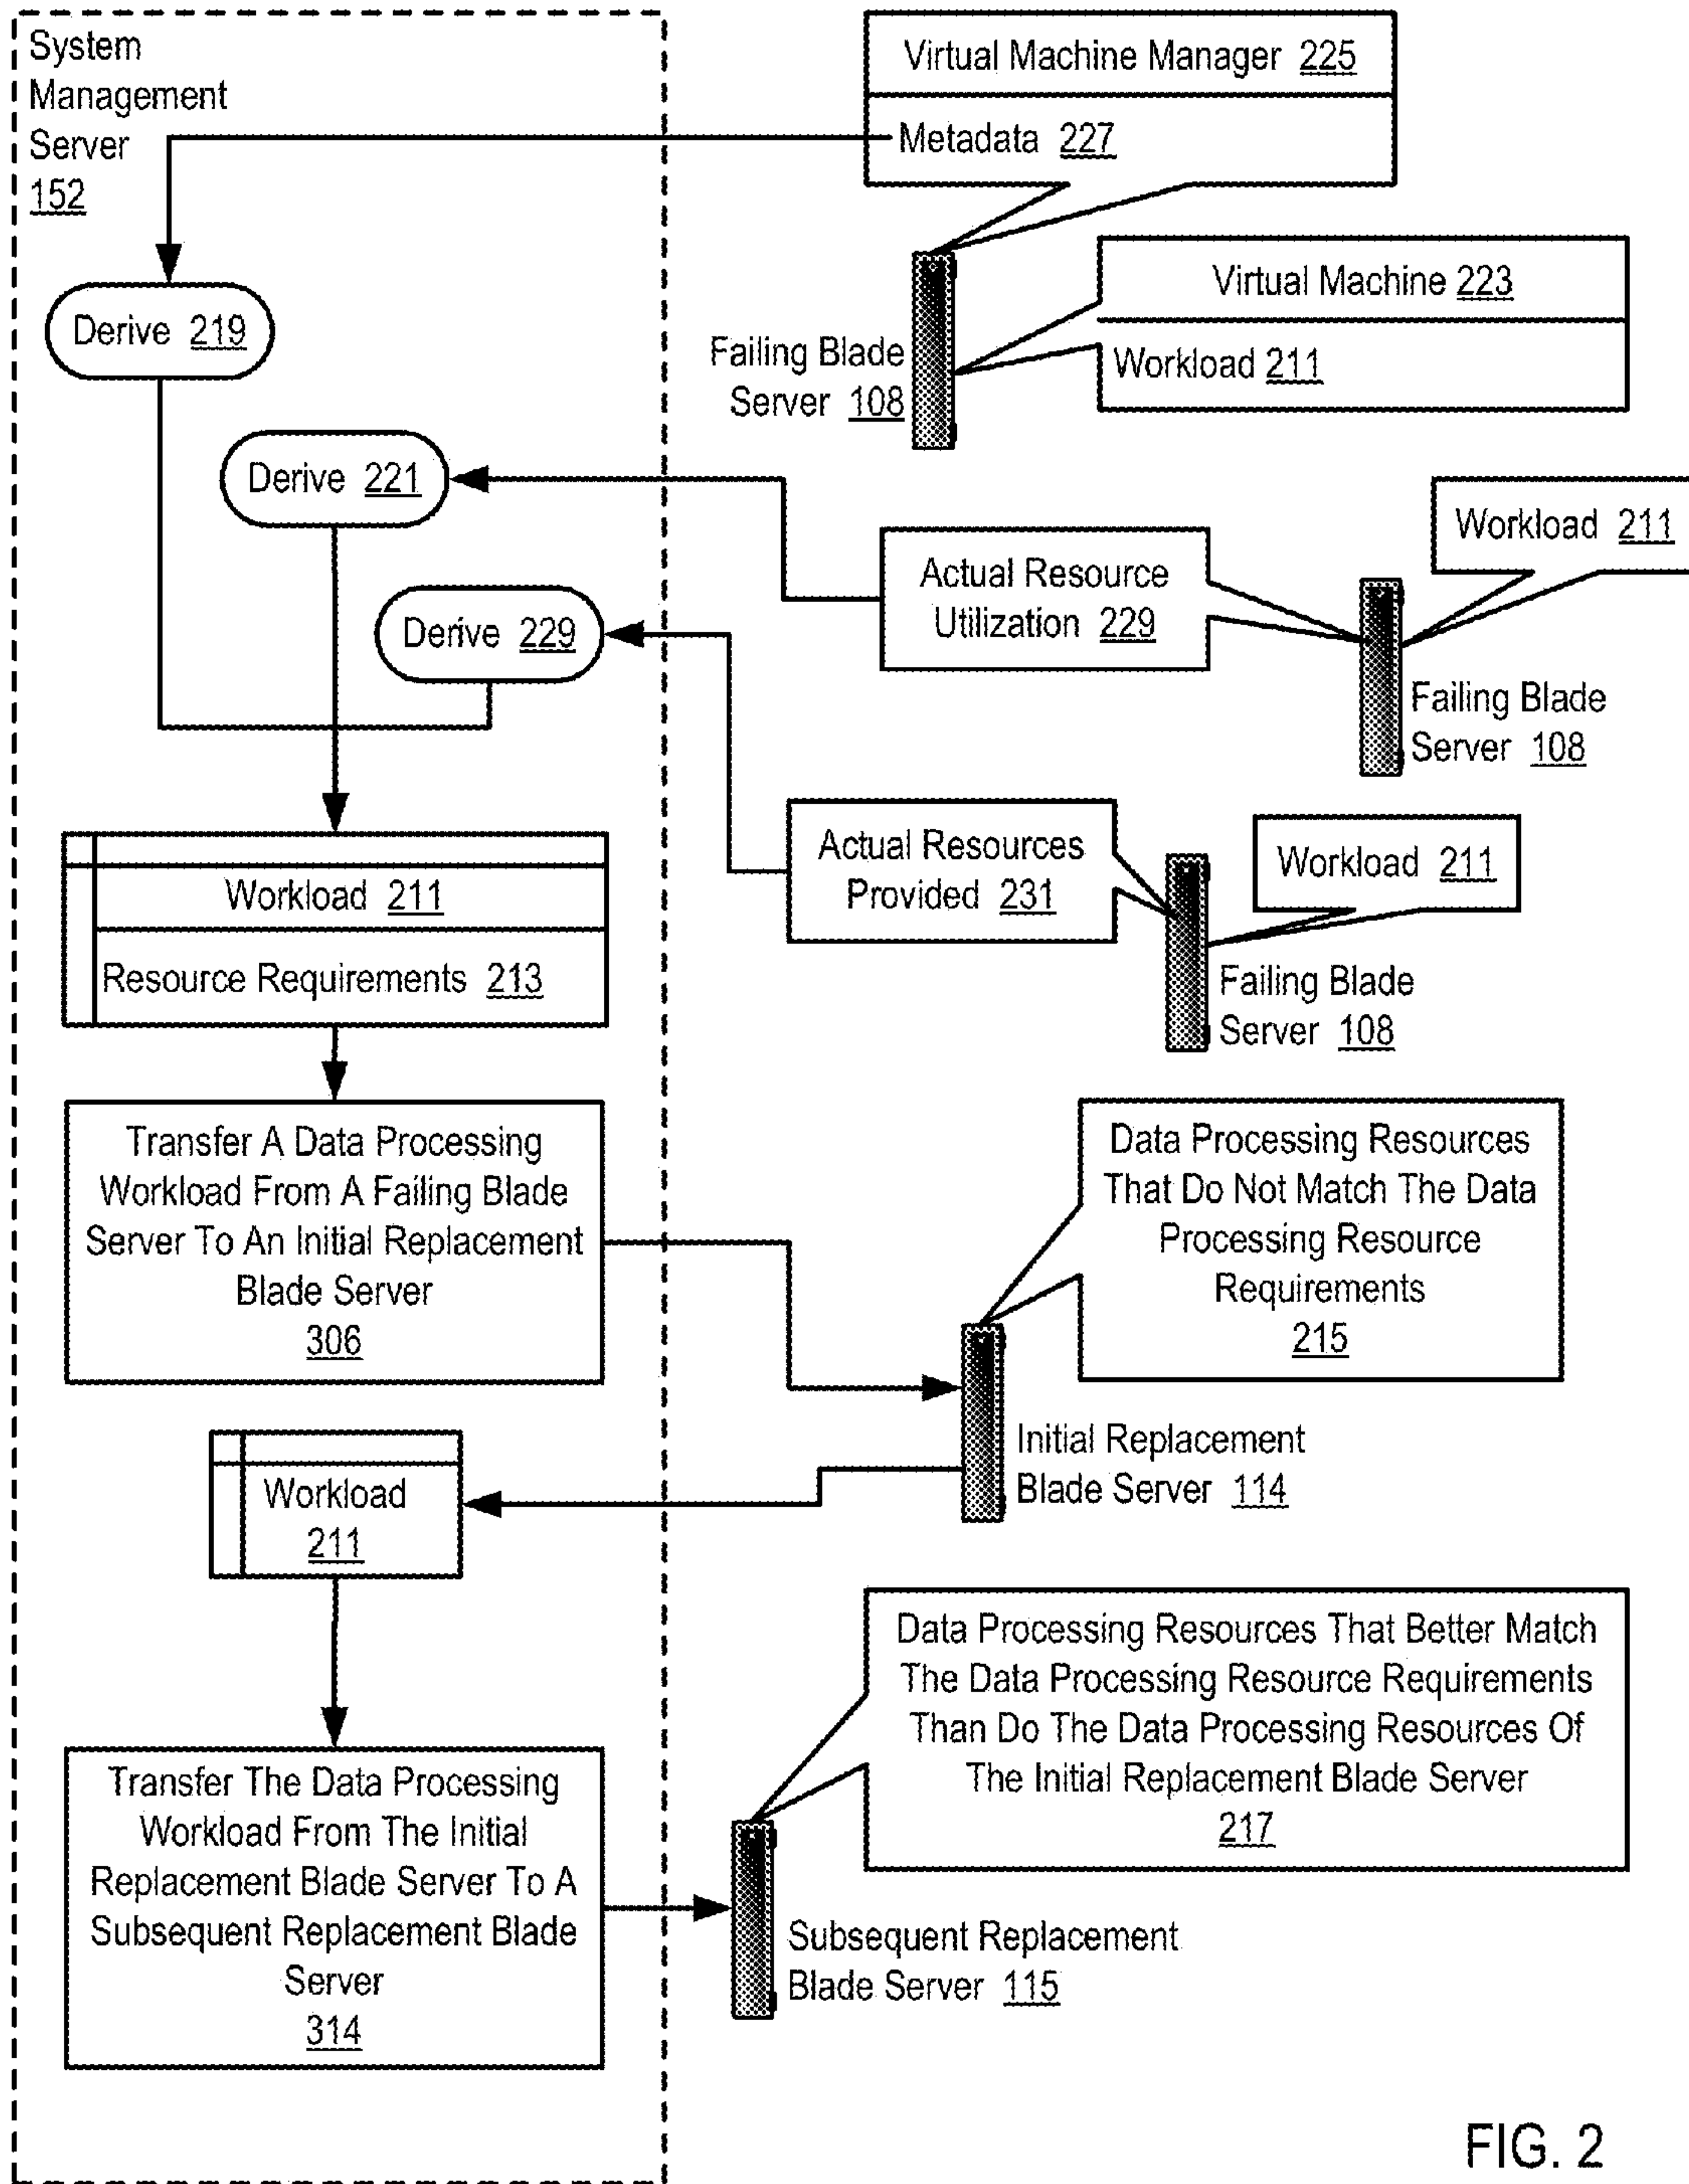 System
Management
Server
152
Virtual Machine Manager 225
Metadata 227
Derive 219
Failing Blade
Server 108
Virtual Machine 223
Workload 211
Derive 221
Actual Resource
Utilization 229
Workload 211
Failing Blade
Server 108
Derive 229
Actual Resources
Provided 231
Workload 211
Failing Blade
Server 108
Workload 211
Resource Requirements 213
Transfer A Data Processing
Workload From A Failing Blade
Server To An Initial Replacement
Blade Server
306
Data Processing Resources
That Do Not Match The Data
Processing Resource
Requirements
215
Initial Replacement
Blade Server 114
Workload
211
Data Processing Resources That Better Match
The Data Processing Resource Requirements
Than Do The Data Processing Resources Of
The Initial Replacement Blade Server
217
Transfer The Data Processing
Workload From The Initial
Replacement Blade Server To A
Subsequent Replacement Blade
Server
314
Subsequent Replacement
Blade Server 115
FIG. 2